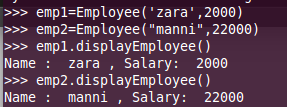 >>> emp1=Employee('zara',2000)
>>> emp2=Employee("manni",22000)
>>> emp1.displayEmployee()
Name :  zara , Salary:  2000
>>> emp2.displayEmployee()
Name :  manni , Salary:  22000